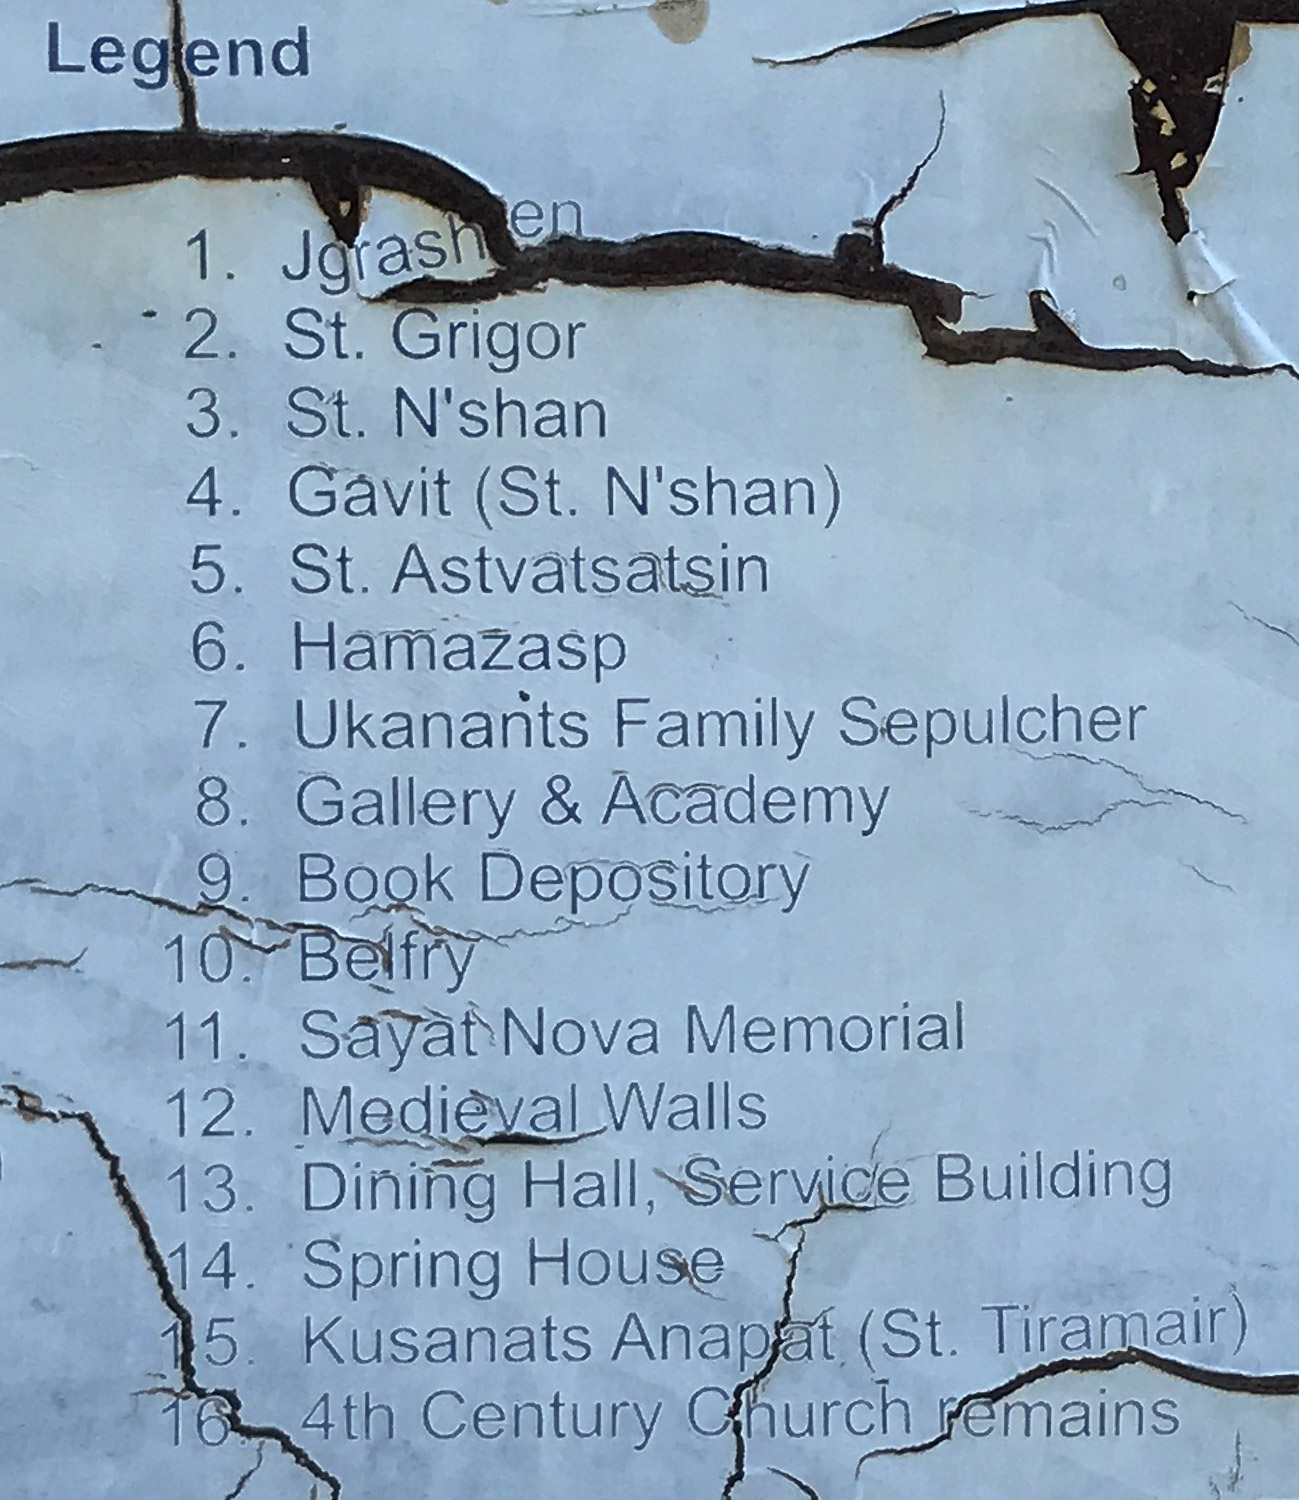 Legend
1. Jgrashen
2. St. Grigor
3. St. N'shan
4. Gavit (St. N'shan)
5. St. Astvatsatsin
6. Hamazasp
7. Ukanants Family Sepulcher
8. Gallery & Academy
9. Book Depository
10. Belfry
11. Sayat Nova Memorial
12. Medieval Walls
13. Dining Hall, Service Building
14. Spring House
15. Kusanats Anapat (St. Tiramair)
16. 4th Century Church remains